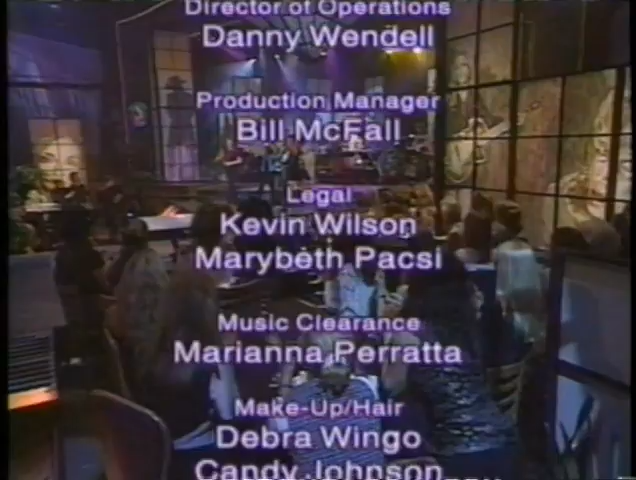 Director of Operations
Danny Wendell
Production Manager
Bill McFall
Legal
Kevin Wilson
Marybeth Pacsi
Music Clearance
Marianna Perratta
Make-Up/Hair
Debra Wingo
Candy Johnson